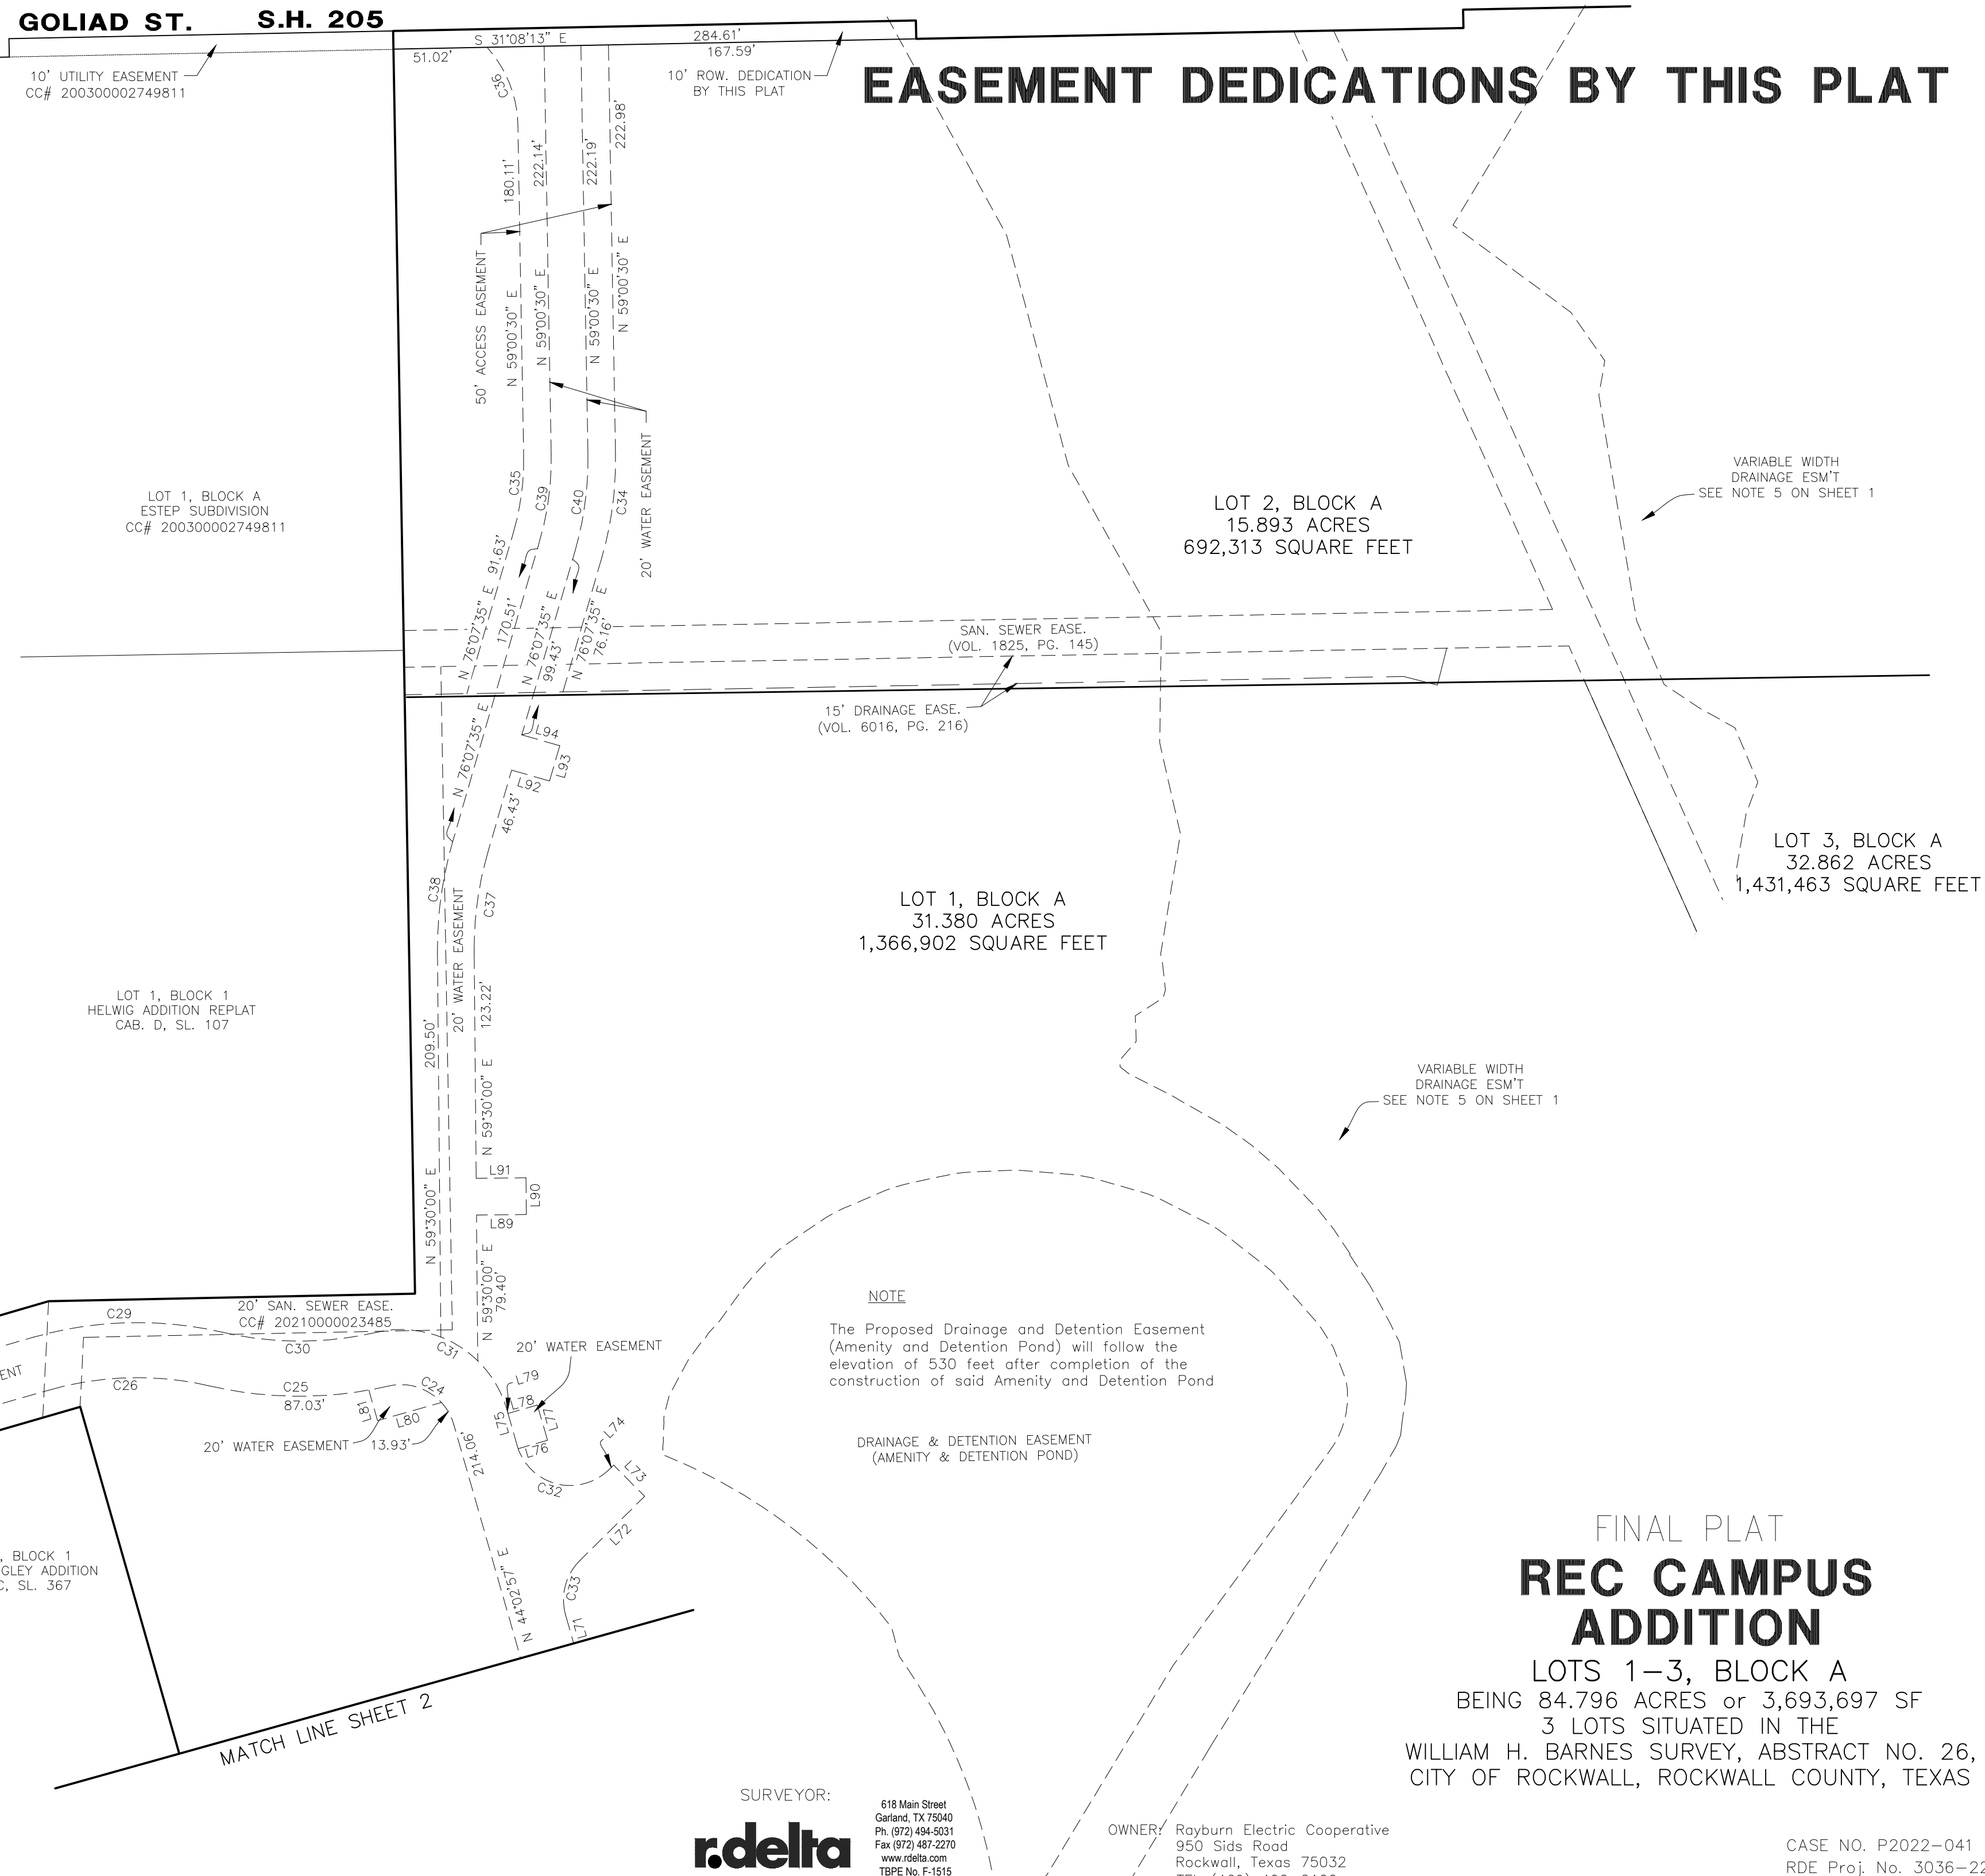 GOLIAD ST. S.H. 205
S 31°08'13" E
284.61'
51.02'
167.59'
10' UTILITY EASEMENT
CC# 200300002749811
10' ROW. DEDICATION
BY THIS PLAT
EASEMENT DEDICATIONS BY THIS PLAT
C36
180.11'
222.14'
222.19'
222.98'
50' ACCESS EASEMENT
N 59°00'30" E
N 59°00'30" E
N 59°00'30" E
N 59°00'30" E
20' WATER EASEMENT
C35
C39
C40
C34
LOT 1, BLOCK A
ESTEP SUBDIVISION
CC# 200300002749811
LOT 2, BLOCK A
15.893 ACRES
692,313 SQUARE FEET
VARIABLE WIDTH
DRAINAGE ESM'T
SEE NOTE 5 ON SHEET 1
N 76°07'35" E 91.63'
170.51'
N 76°07'35" E
99.43'
N 76°07'35" E
76.16'
SAN. SEWER EASE.
(VOL. 1825, PG. 145)
15' DRAINAGE EASE.
(VOL. 6016, PG. 216)
N 76°07'35" E
L94
L93
L92
46.43'
C38
C37
LOT 1, BLOCK A
31.380 ACRES
1,366,902 SQUARE FEET
LOT 3, BLOCK A
32.862 ACRES
1,431,463 SQUARE FEET
20' WATER EASEMENT
LOT 1, BLOCK 1
HELWIG ADDITION REPLAT
CAB. D, SL. 107
209.50'
123.22'
N 59°30'00" E
VARIABLE WIDTH
DRAINAGE ESM'T
SEE NOTE 5 ON SHEET 1
N 59°30'00" E
L91
L90
L89
N 59°30'00" E
79.40'
C29
20' SAN. SEWER EASE.
CC# 20210000023485
C30
C31
20' WATER EASEMENT
NOTE
The Proposed Drainage and Detention Easement
(Amenity and Detention Pond) will follow the
elevation of 530 feet after completion of the
construction of said Amenity and Detention Pond
DRAINAGE & DETENTION EASEMENT
(AMENITY & DETENTION POND)
ENT
C26
C25
87.03'
C24
L81
L80
20' WATER EASEMENT
13.93'
L79
L78
L77
L75
L76
L74
L73
C32
L72
214.06'
N 44°02'57" E
C33
L71
, BLOCK 1
GLEY ADDITION
C, SL. 367
MATCH LINE SHEET 2
FINAL PLAT
REC CAMPUS
ADDITION
LOTS 1-3, BLOCK A
BEING 84.796 ACRES or 3,693,697 SF
3 LOTS SITUATED IN THE
WILLIAM H. BARNES SURVEY, ABSTRACT NO. 26,
CITY OF ROCKWALL, ROCKWALL COUNTY, TEXAS
SURVEYOR:
r.delta
618 Main Street
Garland, TX 75040
Ph. (972) 494-5031
Fax (972) 487-2270
www.rdelta.com
TBPE No. F-1515
OWNER: Rayburn Electric Cooperative
950 Sids Road
Rockwall, Texas 75032
CASE NO. P2022-041
RDE Proj. No. 3036-22